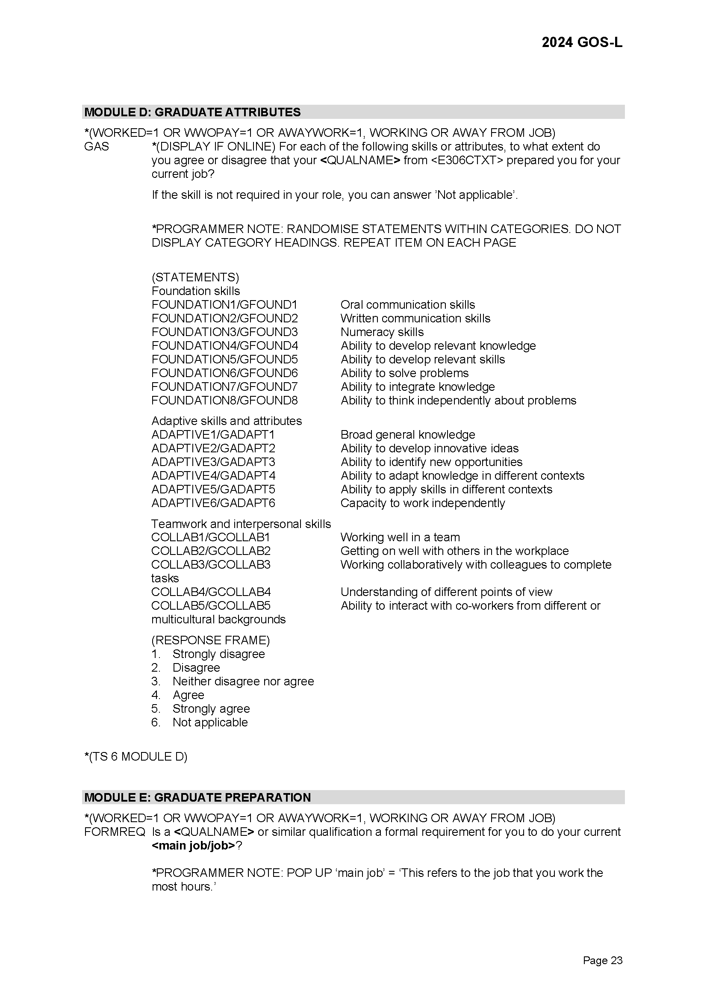 2024 GOS-L
MODULE D: GRADUATE ATTRIBUTES
*(WORKED=1 OR WWOPAY=1 OR AWAYWORK=1, WORKING OR AWAY FROM JOB)
GAS *(DISPLAY IF ONLINE) For each of the following skills or attributes, to what extent do
you agree or disagree that your <QUALNAME> from <E306CTXT> prepared you for your
current job?
If the skill is not required in your role, you can answer ’Not applicable’.
*PROGRAMMER NOTE: RANDOMISE STATEMENTS WITHIN CATEGORIES. DO NOT
DISPLAY CATEGORY HEADINGS. REPEAT ITEM ON EACH PAGE
(STATEMENTS)
Foundation skills
FOUNDATION1/GFOUND1 Oral communication skills
FOUNDATION2/GFOUND2 Written communication skills
FOUNDATION3/GFOUND3 Numeracy skills
FOUNDATION4/GFOUND4 Ability to develop relevant knowledge
FOUNDATION5/GFOUND5 Ability to develop relevant skills
FOUNDATION6/GFOUND6 Ability to solve problems
FOUNDATION7/GFOUND7 Ability to integrate knowledge
FOUNDATION8/GFOUND8 Ability to think independently about problems
Adaptive skills and attributes
ADAPTIVE1/GADAPT1 Broad general knowledge
ADAPTIVE2/GADAPT2 Ability to develop innovative ideas
ADAPTIVE3/GADAPT3 Ability to identify new opportunities
ADAPTIVE4/GADAPT4 Ability to adapt knowledge in different contexts
ADAPTIVE5/GADAPT5 Ability to apply skills in different contexts
ADAPTIVE6/GADAPT6 Capacity to work independently
Teamwork and interpersonal skills
COLLAB1/GCOLLAB1 Working well in a team
COLLAB2/GCOLLAB2 Getting on well with others in the workplace
COLLAB3/GCOLLAB3 Working collaboratively with colleagues to complete
tasks
COLLAB4/GCOLLAB4 Understanding of different points of view
COLLAB5/GCOLLAB5 Ability to interact with co-workers from different or
multicultural backgrounds
(RESPONSE FRAME)
1. Strongly disagree
2. Disagree
3. Neither disagree nor agree
4. Agree
5. Strongly agree
6. Not applicable
*(TS 6 MODULE D)
MODULE E: GRADUATE PREPARATION
*(WORKED=1 OR WWOPAY=1 OR AWAYWORK=1, WORKING OR AWAY FROM JOB)
FORMREQ Is a <QUALNAME> or similar qualification a formal requirement for you to do your current
<main job/job>?
*PROGRAMMER NOTE: POP UP ‘main job’ = ‘This refers to the job that you work the
most hours.’
Page 23